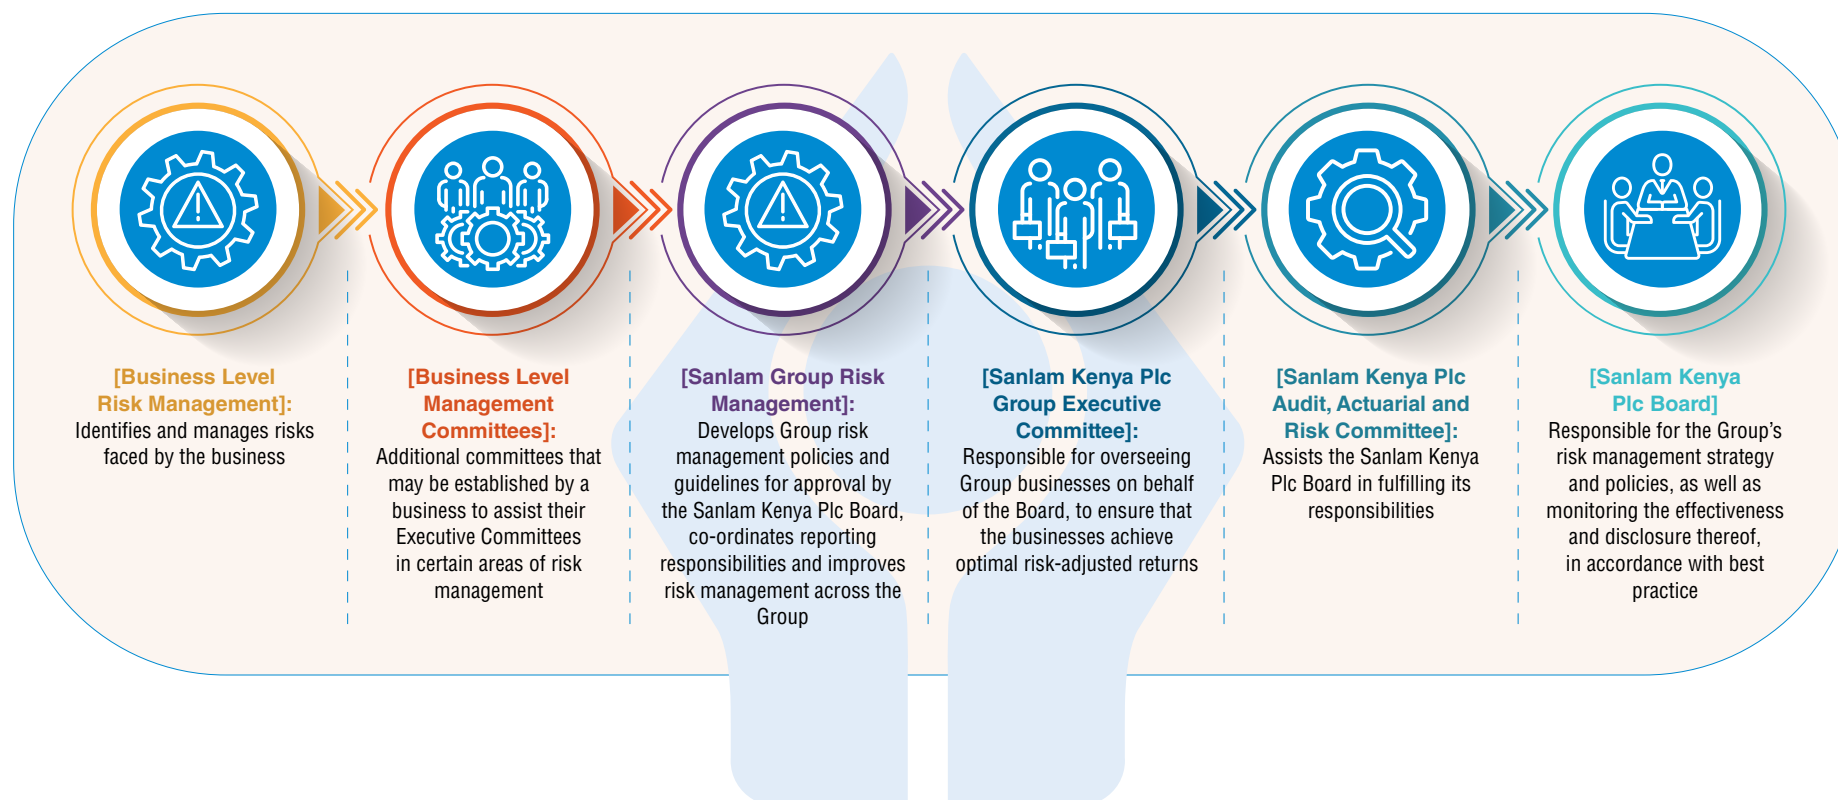 [Business Level
Risk Management]:
Identifies and manages risks
faced by the business
[Business Level
Management
Committees]:
Additional committees that
may be established by a
business to assist their
Executive Committees
in certain areas of risk
management
[Sanlam Group Risk
Management]:
Develops Group risk
management policies and
guidelines for approval by
the Sanlam Kenya Plc Board,
co-ordinates reporting
responsibilities and improves
risk management across the
Group
[Sanlam Kenya Plc
Group Executive
Committee]:
Responsible for overseeing
Group businesses on behalf
of the Board, to ensure that
the businesses achieve
optimal risk-adjusted returns
[Sanlam Kenya Plc
Audit, Actuarial and
Risk Committee]:
Assists the Sanlam Kenya
Plc Board in fulfilling its
responsibilities
[Sanlam Kenya
Plc Board]
Responsible for the Group’s
risk management strategy
and policies, as well as
monitoring the effectiveness
and disclosure thereof,
in accordance with best
practice